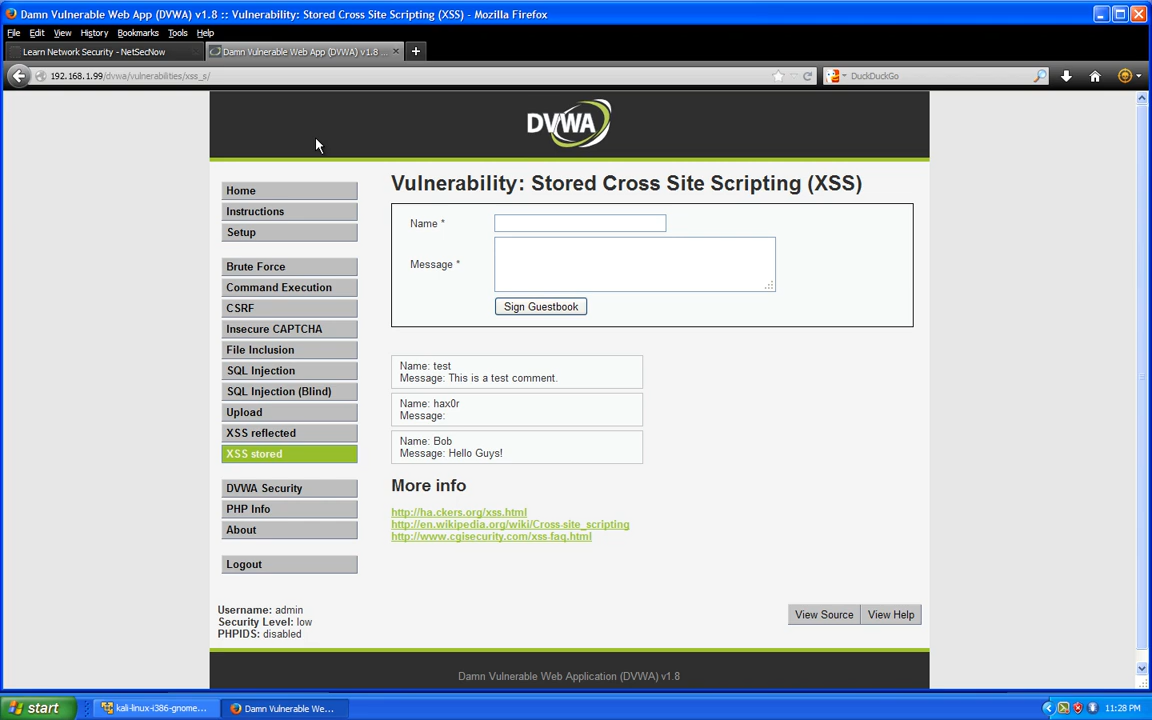 Damn Vulnerable Web App (DVWA) v1.8 :: Vulnerability: Stored Cross Site Scripting (XSS) - Mozilla Firefox
File Edit View History Bookmarks Tools Help
Learn Network Security - NetSecNow
Damn Vulnerable Web App (DVWA) v1.8 ...
192.168.1.99/dvwa/vulnerabilities/xss_s/
DuckDuckGo
DVWA
Home
Instructions
Setup
Brute Force
Command Execution
CSRF
Insecure CAPTCHA
File Inclusion
SQL Injection
SQL Injection (Blind)
Upload
XSS reflected
XSS stored
DVWA Security
PHP Info
About
Logout
Vulnerability: Stored Cross Site Scripting (XSS)
Name *
Message *
Sign Guestbook
Name: test
Message: This is a test comment.
Name: hax0r
Message:
Name: Bob
Message: Hello Guys!
More info
http://ha.ckers.org/xss.html
http://en.wikipedia.org/wiki/Cross-site_scripting
http://www.cgisecurity.com/xss-faq.html
Username: admin
Security Level: low
PHPIDS: disabled
View Source
View Help
Damn Vulnerable Web Application (DVWA) v1.8
start
kali-linux-i386-gnome...
Damn Vulnerable We...
11:28 PM